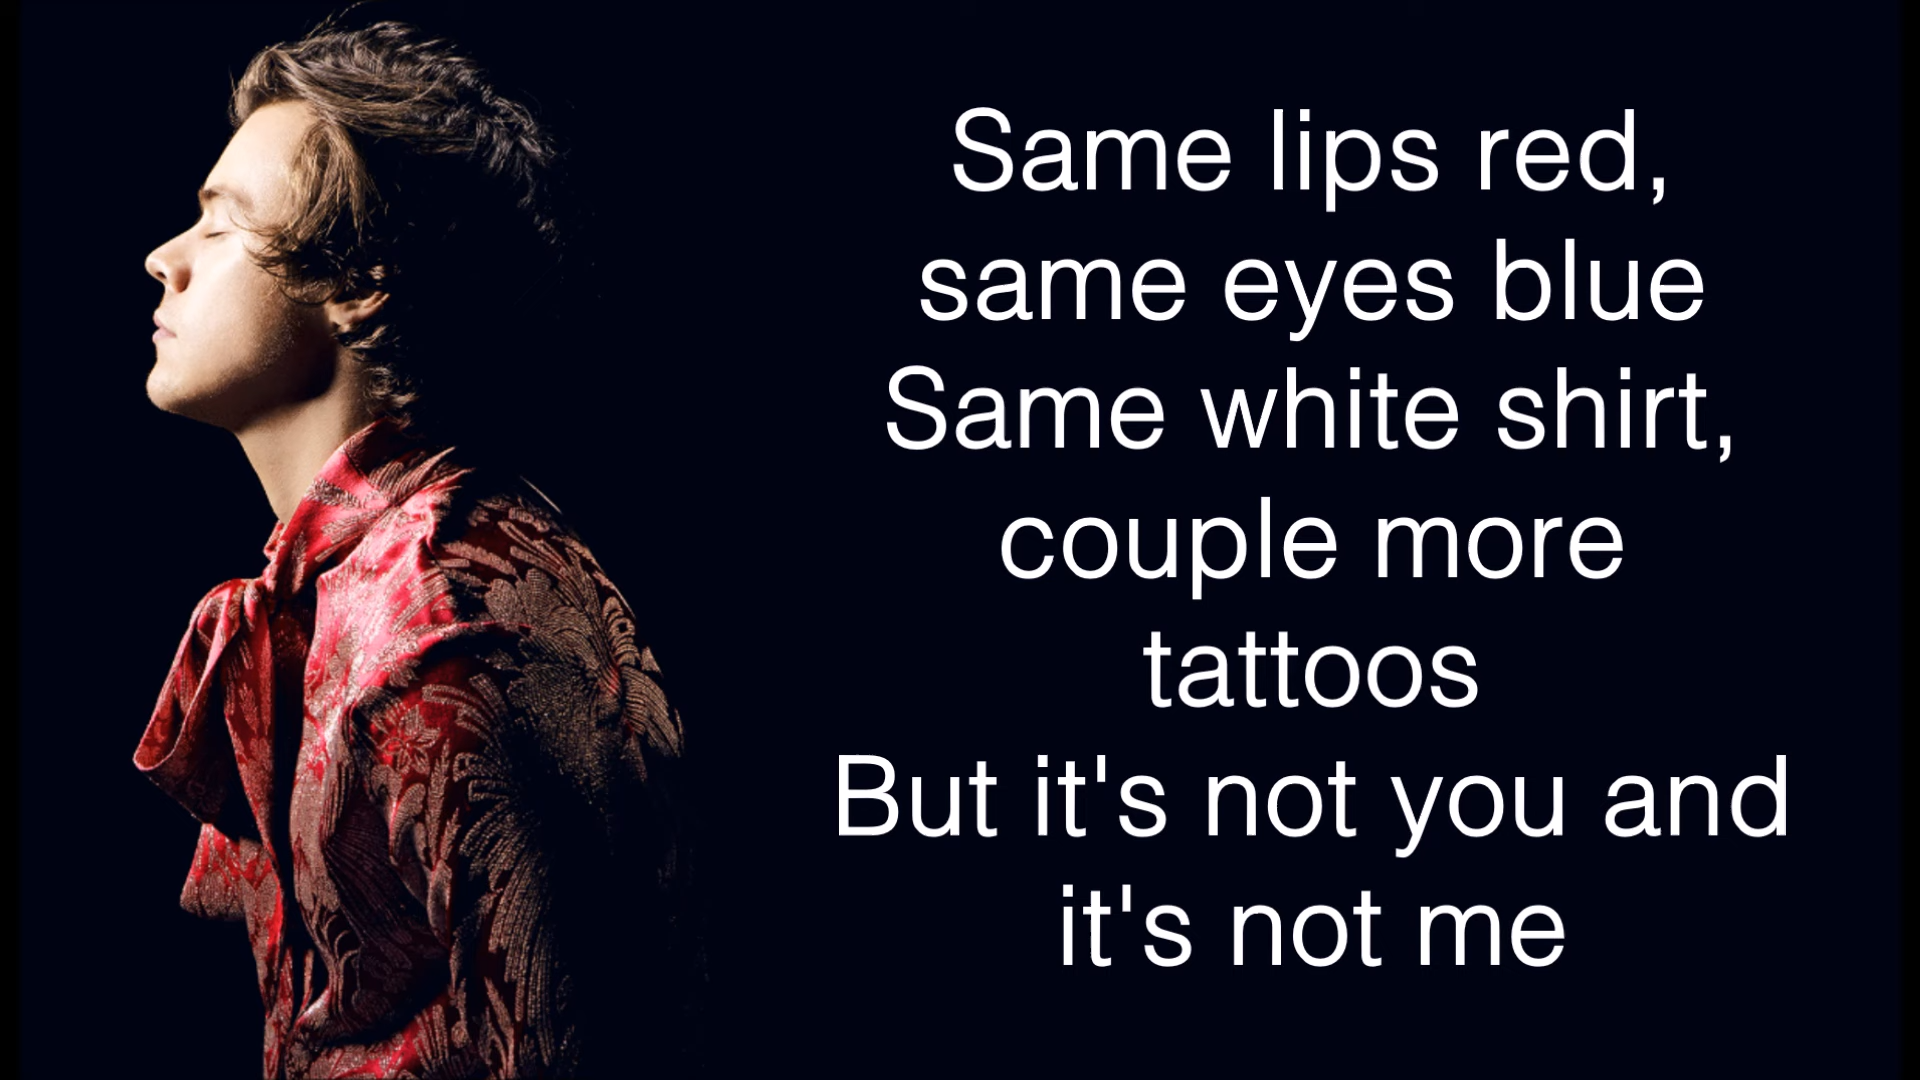 Same lips red,
same eyes blue
Same white shirt,
couple more
tattoos
But it's not you and
it's not me